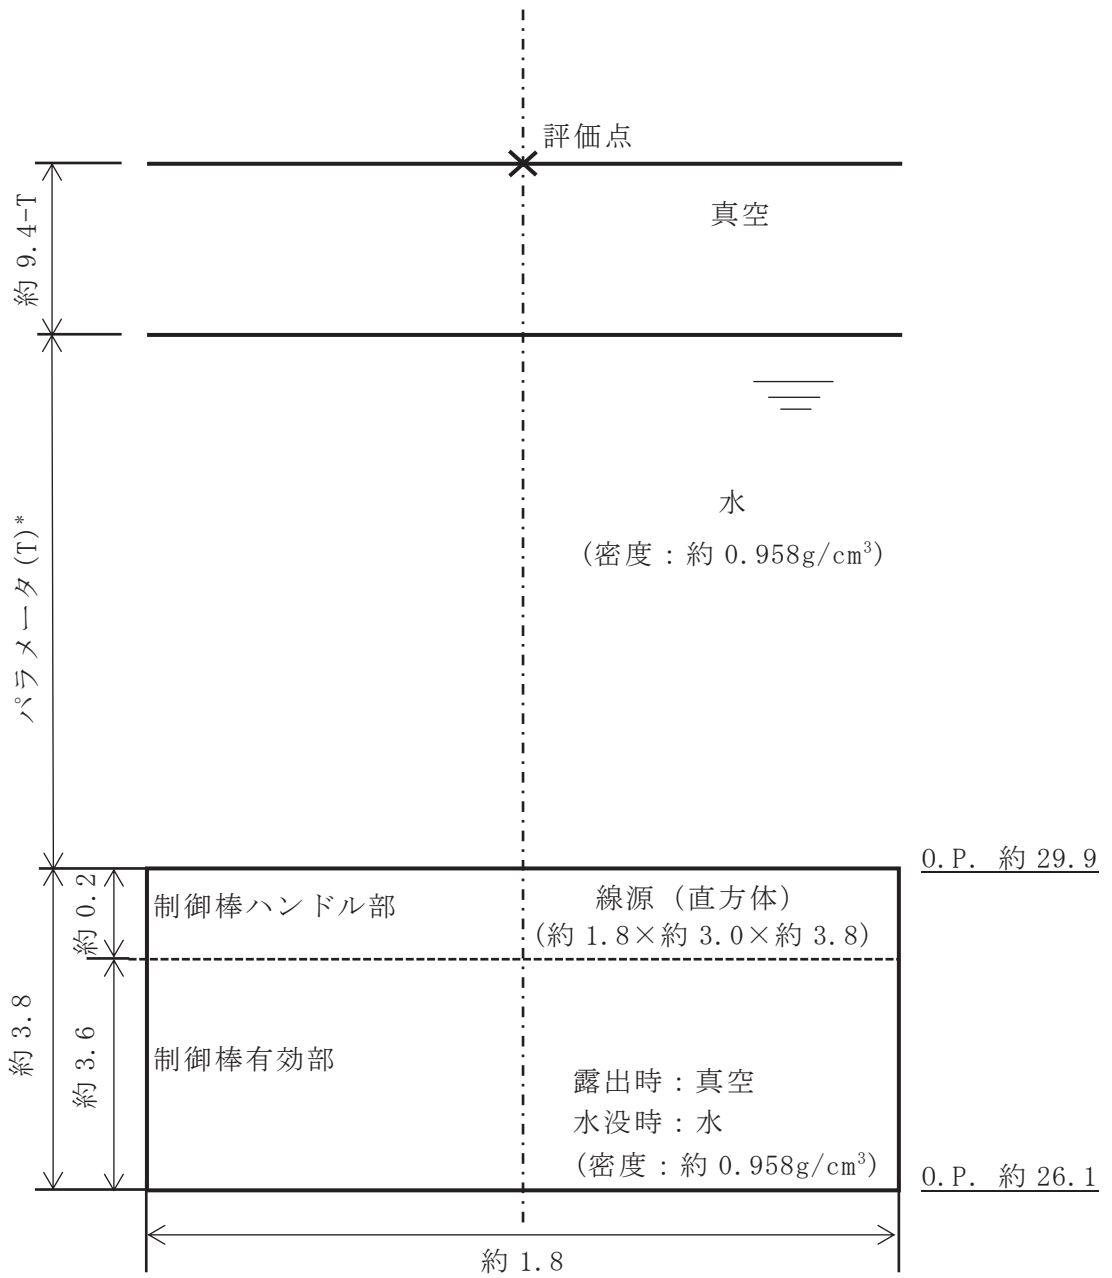 評価点
真空
約 9.4-T
水
(密度：約 0.958g/cm³)
パラメータ(T)*
O.P. 約 29.9
約 0.2
制御棒ハンドル部
線源（直方体）
(約 1.8×約 3.0×約 3.8)
約 3.8
約 3.6
制御棒有効部
露出時：真空
水没時：水
(密度：約 0.958g/cm³)
O.P. 約 26.1
約 1.8